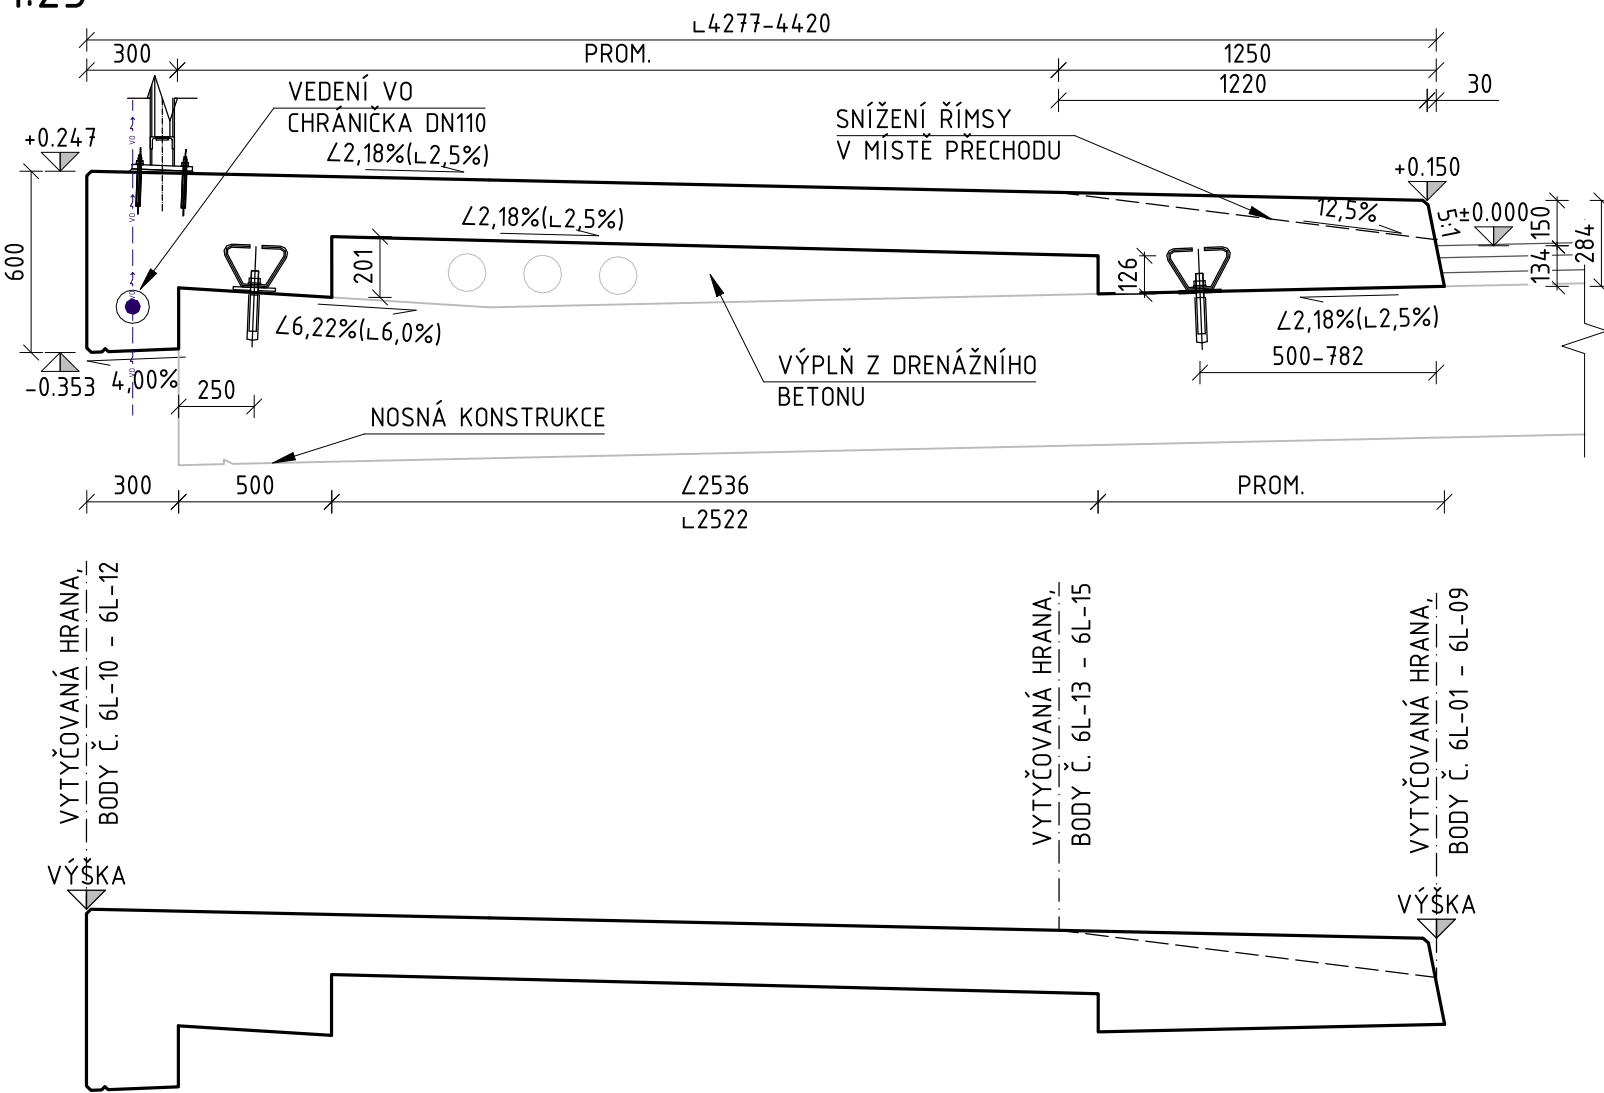 ∟4277-4420
300
PROM.
1250
1220
30
VEDENÍ VO
CHRÁNIČKA DN110
∠2,18%(∟2,5%)
SNÍŽENÍ ŘÍMSY
V MÍSTĚ PŘECHODU
+0.247
+0.150
12,5%
5:1
±0.000
150
284
134
∠2,18%(∟2,5%)
600
201
126
∠6,22%(∟6,0%)
∠2,18%(∟2,5%)
VÝPLŇ Z DRENÁŽNÍHO
BETONU
500-782
-0.353
4,00%
250
NOSNÁ KONSTRUKCE
300
500
∠2536
∟2522
PROM.
VYTYČOVANÁ HRANA,
BODY Č. 6L-10 - 6L-12
VYTYČOVANÁ HRANA,
BODY Č. 6L-13 - 6L-15
VYTYČOVANÁ HRANA,
BODY Č. 6L-01 - 6L-09
VÝŠKA
VÝŠKA